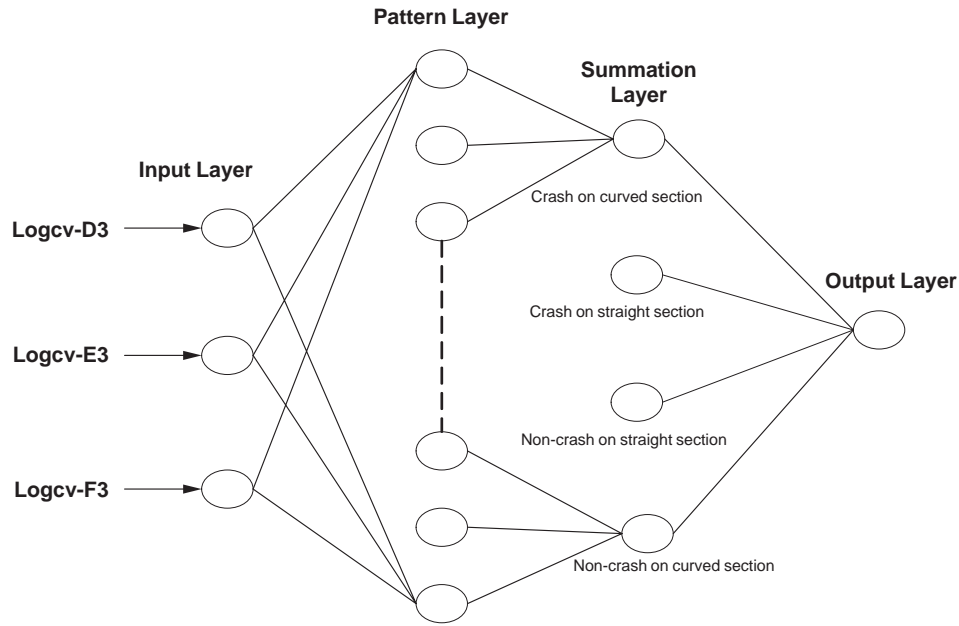 Pattern Layer
Summation
Layer
Input Layer
Crash on curved section
Logcv-D3
Output Layer
Crash on straight section
Logcv-E3
Non-crash on straight section
Logcv-F3
Non-crash on curved section